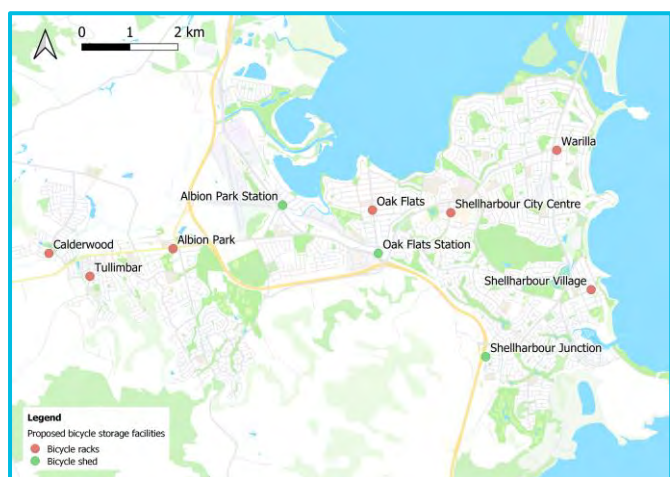 0 1 2 km
Warilla
Albion Park Station
Oak Flats
Shellharbour City Centre
Calderwood
Albion Park
Oak Flats Station
Tullimbar
Shellharbour Village
Shellharbour Junction
Legend
Proposed bicycle storage facilities
Bicycle racks
Bicycle shed